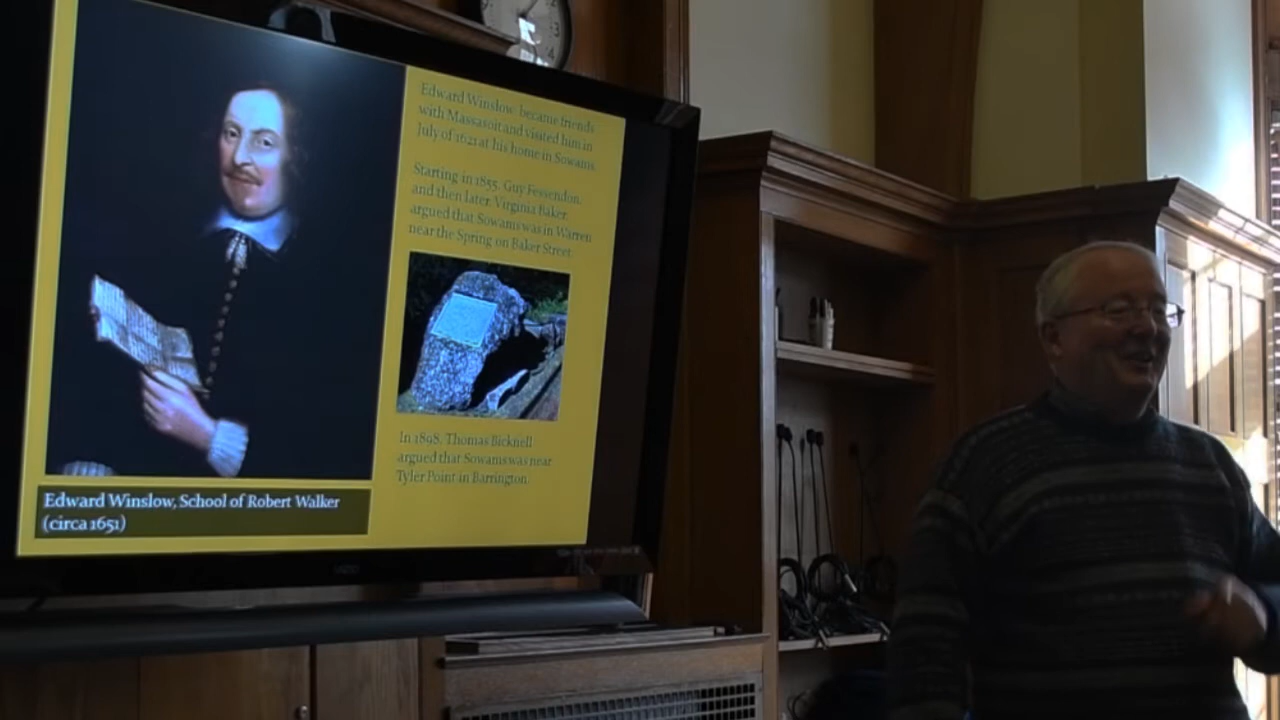 Edward Winslow became friends
with Massasoit and visited him in
July of 1621 at his home in Sowams.
Starting in 1855, Guy Fessenden,
and then later, Virginia Baker,
argued that Sowams was in Warren
near the Spring on Baker Street.
In 1898, Thomas Bicknell
argued that Sowams was near
Tyler Point in Barrington.
Edward Winslow, School of Robert Walker
(circa 1651)
VIZIO